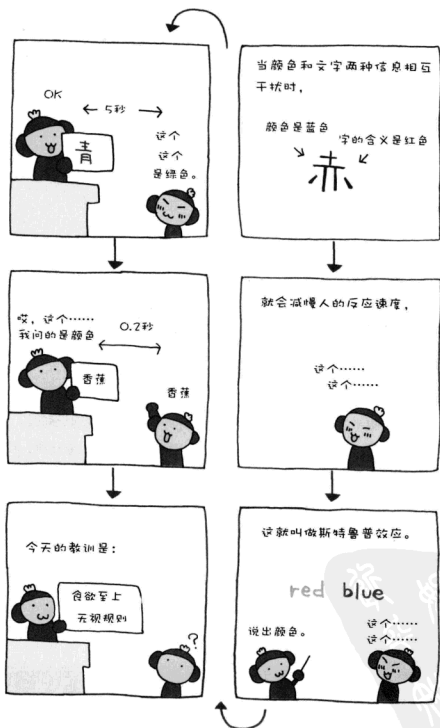 当颜色和文字两种信息相互
干扰时，
颜色是蓝色
字的含义是红色
赤
就会减慢人的反应速度，
这个……
这个……
这就叫做斯特鲁普效应。
red blue
说出颜色。
这个……
这个……
OK
5秒
青
这个
这个
是绿色。
哎，这个……
我问的是颜色
0.2秒
香蕉
香蕉
今天的教训是：
食欲至上
无视规则
?